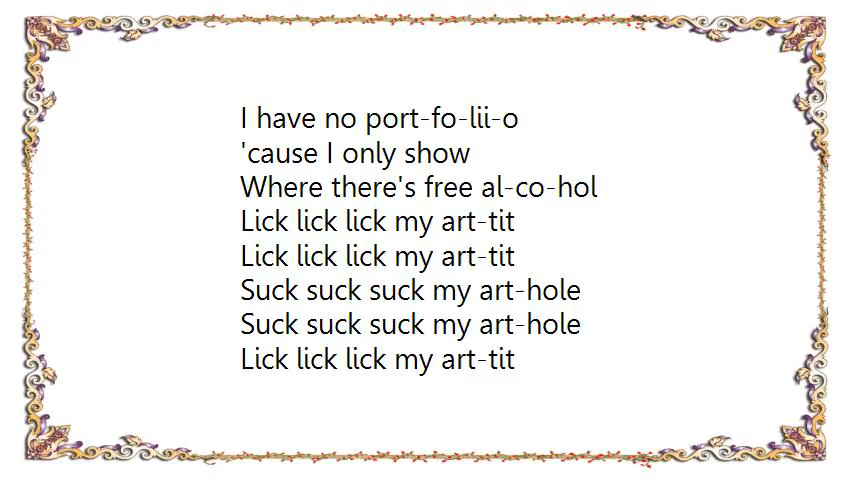 I have no port-fo-lii-o
'cause I only show
Where there's free al-co-hol
Lick lick lick my art-tit
Lick lick lick my art-tit
Suck suck suck my art-hole
Suck suck suck my art-hole
Lick lick lick my art-tit